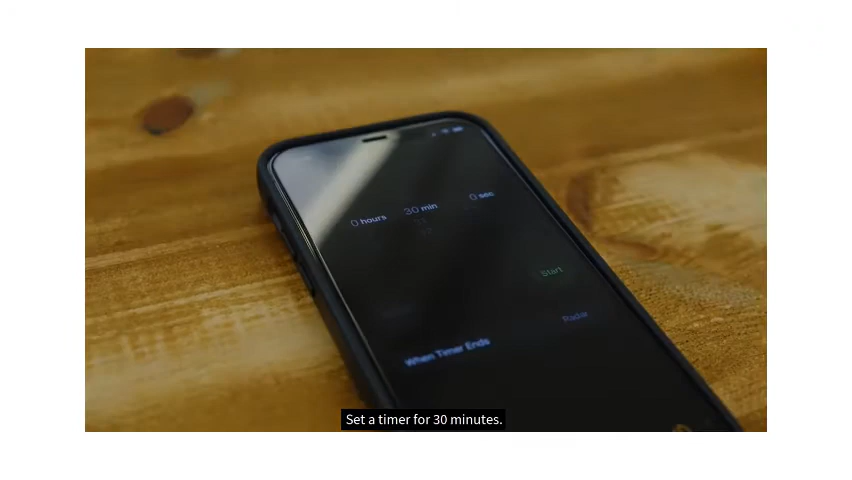 0 hours 30 min 0 sec
Start
When Timer Ends Radar
Set a timer for 30 minutes.